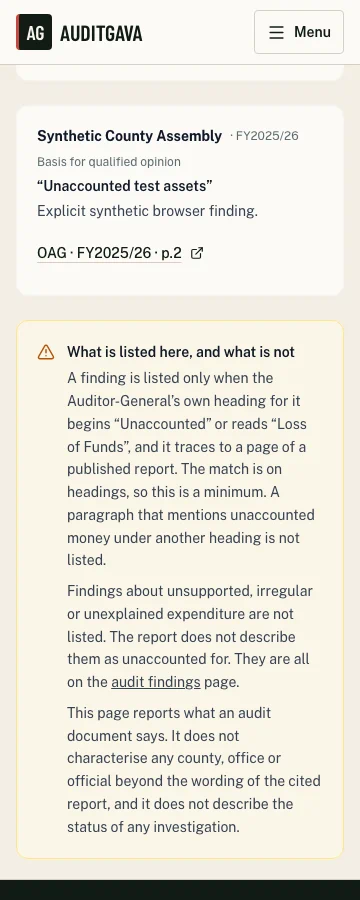 AG AUDITGAVA
Menu
Synthetic County Assembly · FY2025/26
Basis for qualified opinion
“Unaccounted test assets”
Explicit synthetic browser finding.
OAG · FY2025/26 · p.2
What is listed here, and what is not
A finding is listed only when the
Auditor-General’s own heading for it
begins “Unaccounted” or reads “Loss
of Funds”, and it traces to a page of a
published report. The match is on
headings, so this is a minimum. A
paragraph that mentions unaccounted
money under another heading is not
listed.
Findings about unsupported, irregular
or unexplained expenditure are not
listed. The report does not describe
them as unaccounted for. They are all
on the audit findings page.
This page reports what an audit
document says. It does not
characterise any county, office or
official beyond the wording of the cited
report, and it does not describe the
status of any investigation.